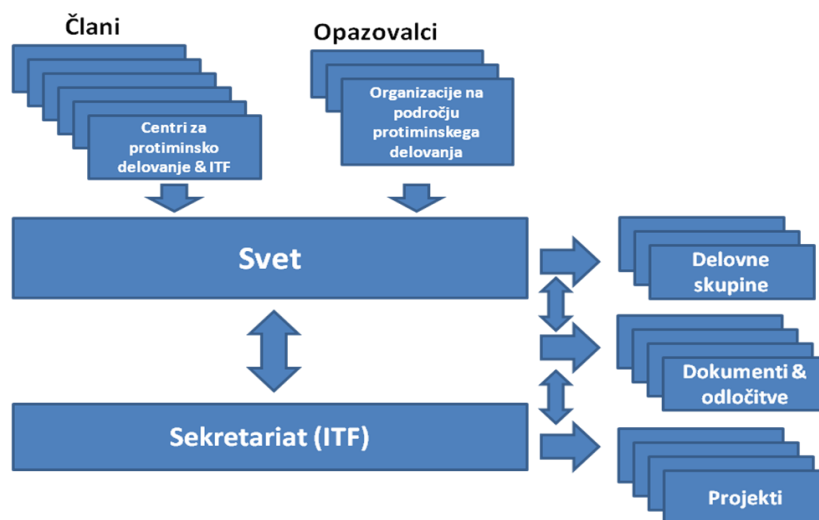 Člani
Opazovalci
Centri za
protiminsko
delovanje & ITF
Organizacije na
področju
protiminskega
delovanja
Svet
Delovne
skupine
Dokumenti &
odločitve
Sekretariat (ITF)
Projekti